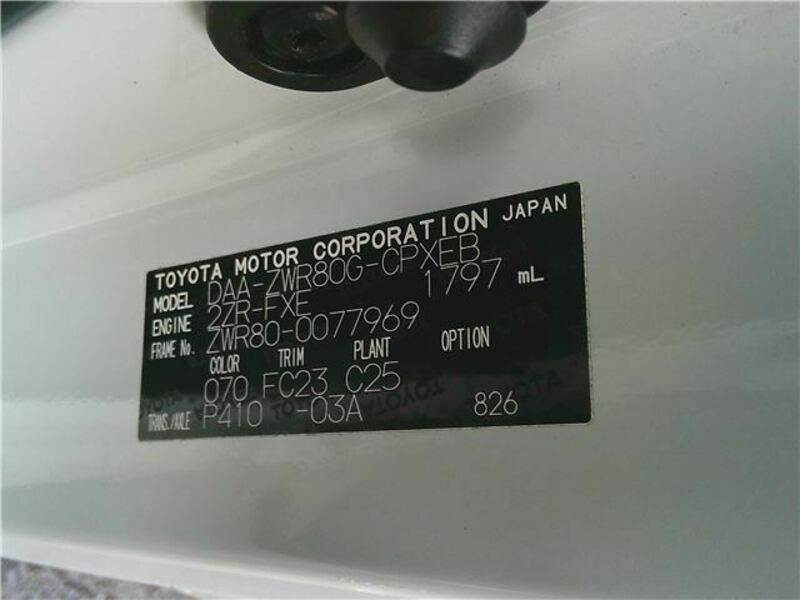 TOYOTA MOTOR CORPORATION JAPAN
MODEL DAA-ZWR80G-CPXEB
ENGINE 2ZR-FXE 1797 mL
FRAME No. ZWR80-0077969
COLOR TRIM PLANT OPTION
070 FC23 C25
TRANS./AXLE P410 -03A 826